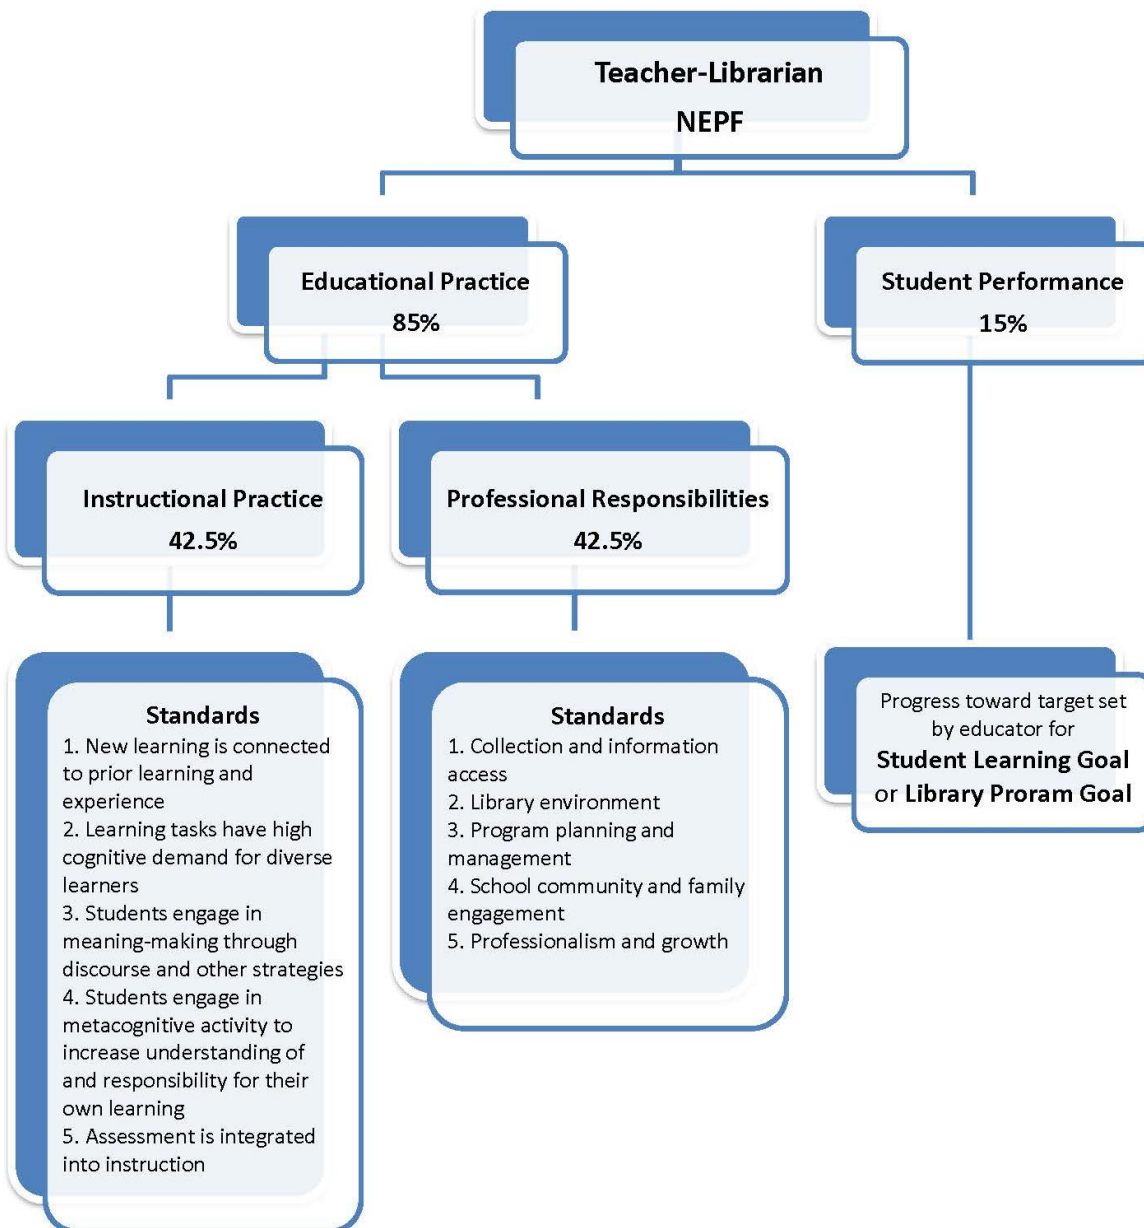 Teacher-Librarian
NEPF
Educational Practice
85%
Student Performance
15%
Instructional Practice
42.5%
Professional Responsibilities
42.5%
Standards
1. New learning is connected
to prior learning and
experience
2. Learning tasks have high
cognitive demand for diverse
learners
3. Students engage in
meaning-making through
discourse and other strategies
4. Students engage in
metacognitive activity to
increase understanding of
and responsibility for their
own learning
5. Assessment is integrated
into instruction
Standards
1. Collection and information
access
2. Library environment
3. Program planning and
management
4. School community and family
engagement
5. Professionalism and growth
Progress toward target set
by educator for
Student Learning Goal
or Library Proram Goal